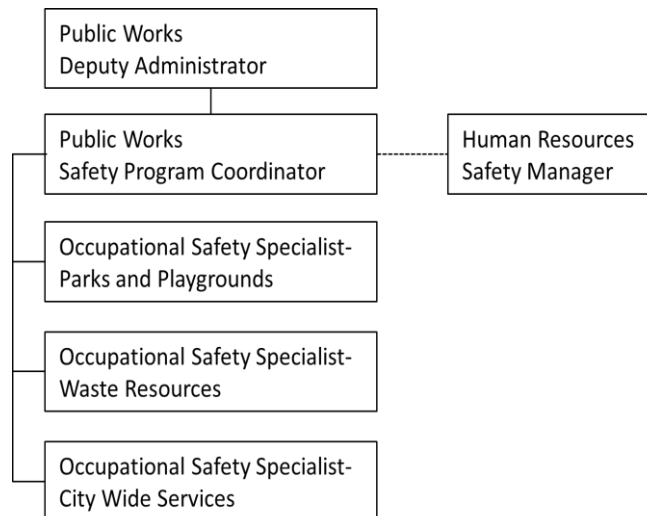 Public Works
Deputy Administrator
Public Works
Safety Program Coordinator
Human Resources
Safety Manager
Occupational Safety Specialist-
Parks and Playgrounds
Occupational Safety Specialist-
Waste Resources
Occupational Safety Specialist-
City Wide Services